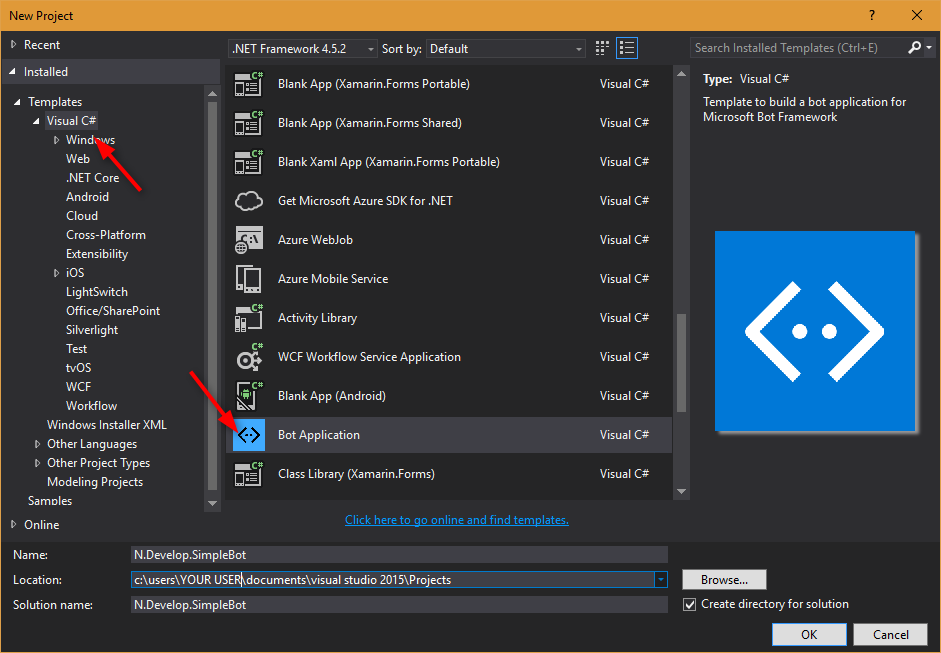 New Project
?
Recent
Installed
Templates
Visual C#
Windows
Web
.NET Core
Android
Cloud
Cross-Platform
Extensibility
iOS
LightSwitch
Office/SharePoint
Silverlight
Test
tvOS
WCF
Workflow
Windows Installer XML
Other Languages
Other Project Types
Modeling Projects
Samples
Online
.NET Framework 4.5.2 Sort by: Default
Blank App (Xamarin.Forms Portable) Visual C#
Blank App (Xamarin.Forms Shared) Visual C#
Blank Xaml App (Xamarin.Forms Portable) Visual C#
Get Microsoft Azure SDK for .NET Visual C#
Azure WebJob Visual C#
Azure Mobile Service Visual C#
Activity Library Visual C#
WCF Workflow Service Application Visual C#
Blank App (Android) Visual C#
Bot Application Visual C#
Class Library (Xamarin.Forms) Visual C#
Click here to go online and find templates.
Search Installed Templates (Ctrl+E)
Type: Visual C#
Template to build a bot application for
Microsoft Bot Framework
Name: N.Develop.SimpleBot
Location: c:\users\YOUR USER\documents\visual studio 2015\Projects
Browse...
Solution name: N.Develop.SimpleBot
Create directory for solution
OK
Cancel